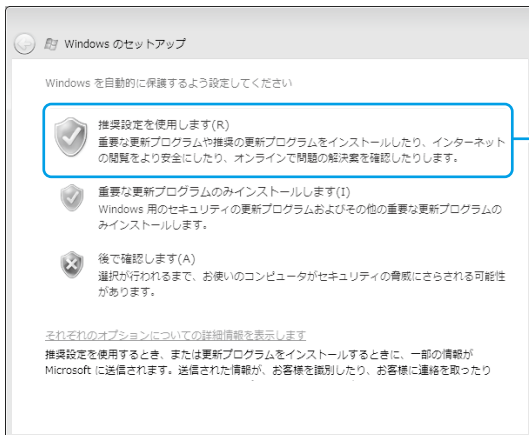 Windows のセットアップ
Windows を自動的に保護するよう設定してください
推奨設定を使用します(R)
重要な更新プログラムや推奨の更新プログラムをインストールしたり、インターネット
の閲覧をより安全にしたり、オンラインで問題の解決案を確認したりします。
重要な更新プログラムのみインストールします(I)
Windows 用のセキュリティの更新プログラムおよびその他の重要な更新プログラムの
みインストールします。
後で確認します(A)
選択が行われるまで、お使いのコンピュータがセキュリティの脅威にさらされる可能性
があります。
それぞれのオプションについての詳細情報を表示します
推奨設定を使用するとき、または更新プログラムをインストールするときに、一部の情報が
Microsoft に送信されます。送信された情報が、お客様を識別したり、お客様に連絡を取ったり